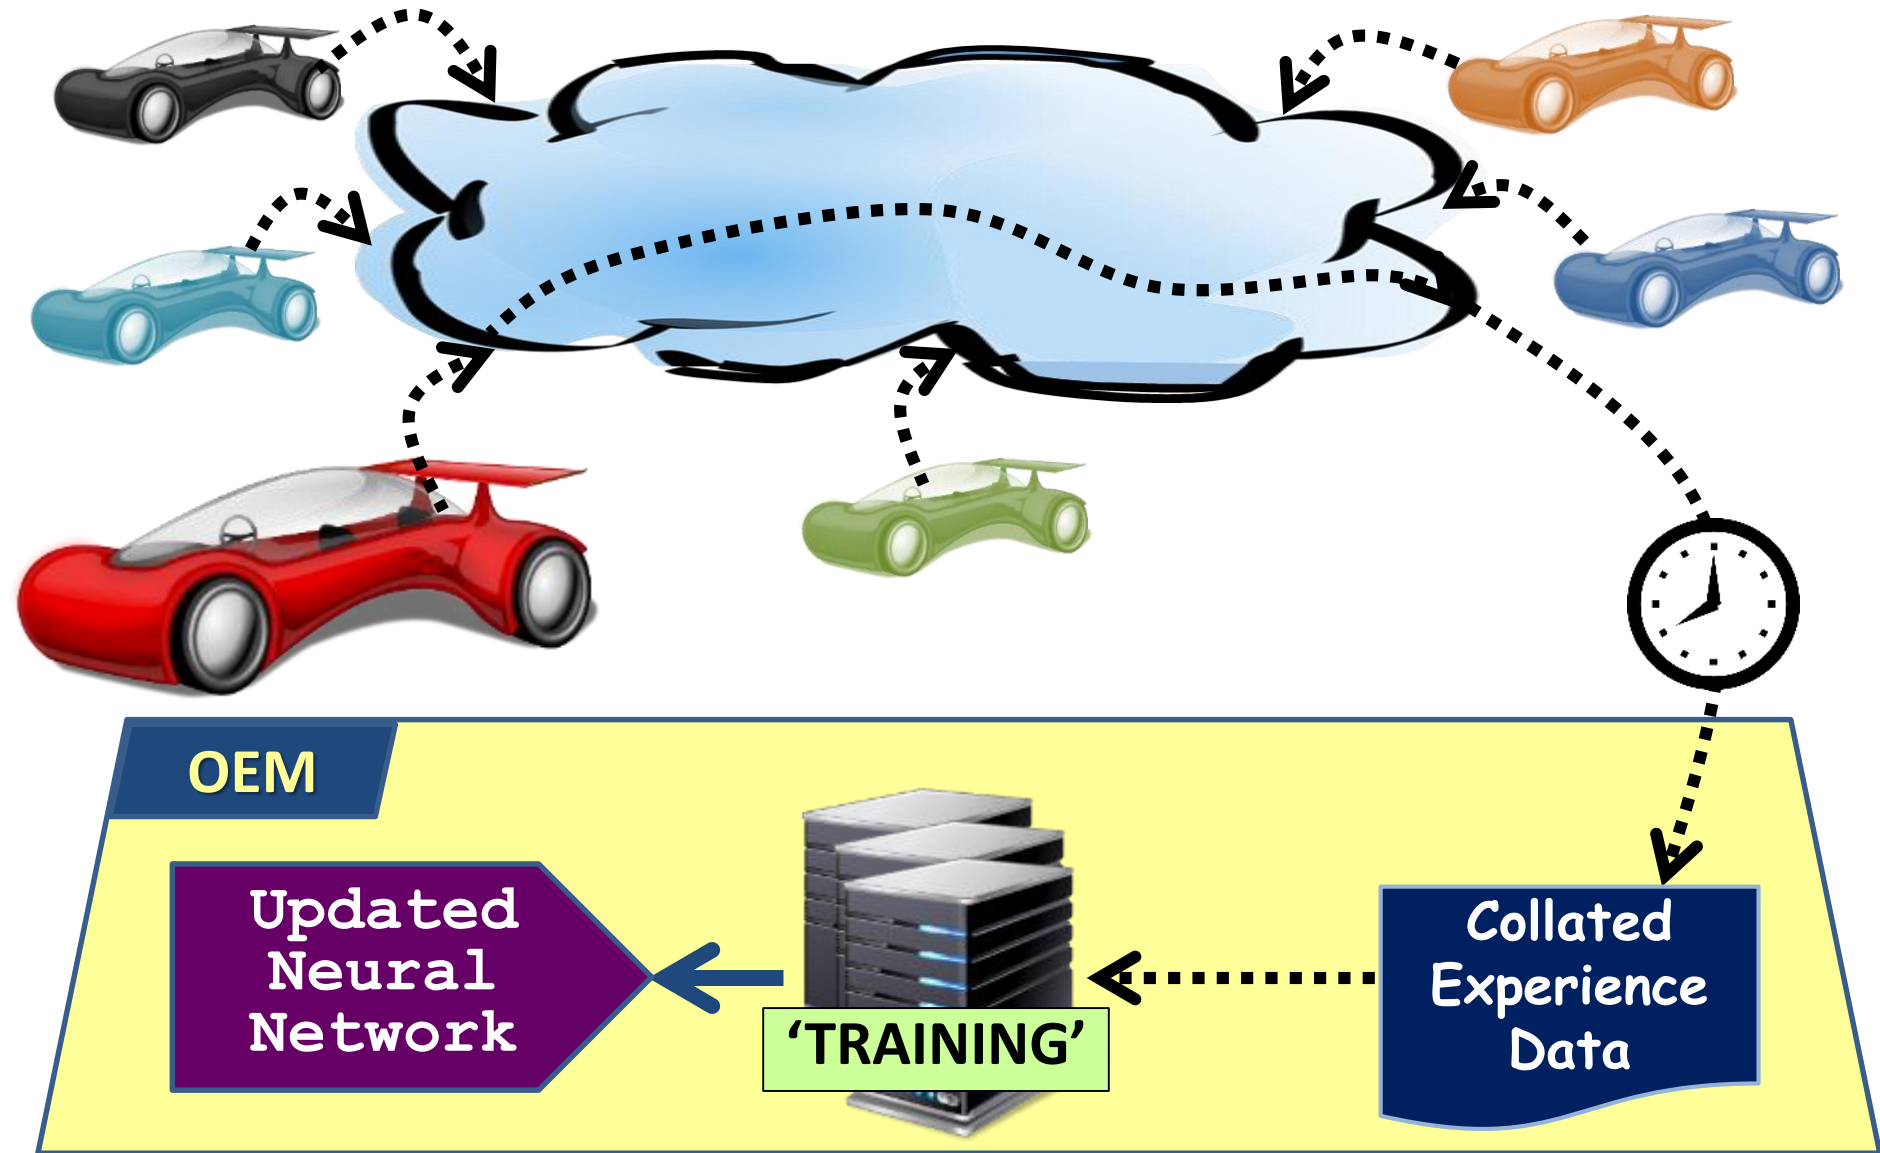 OEM
Updated
Neural
Network
‘TRAINING’
Collated
Experience
Data